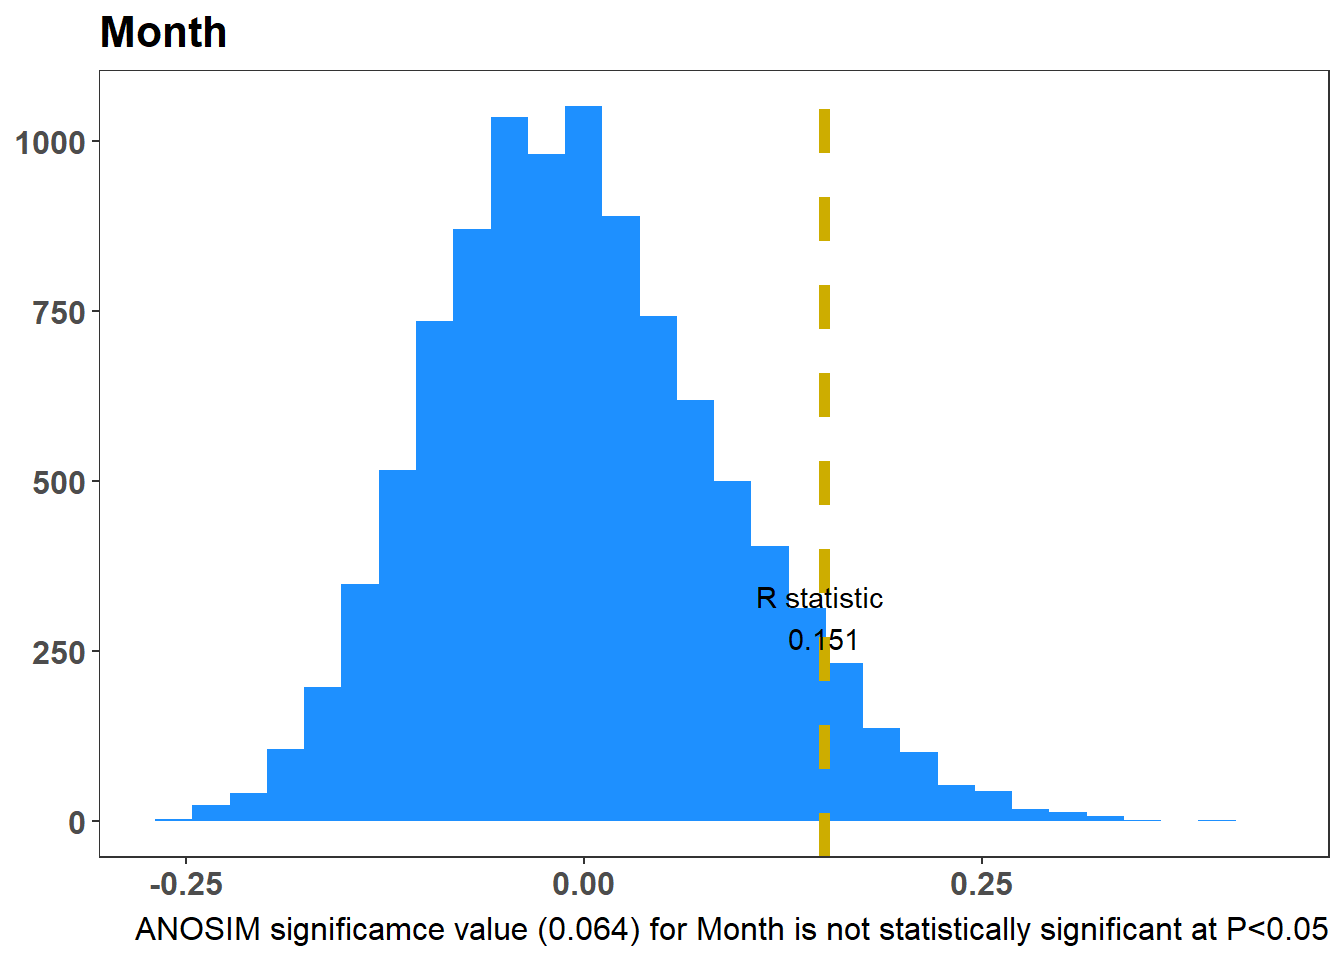 Month
1000
750
500
250
0
R statistic
0.151
-0.25 0.00 0.25
ANOSIM significamce value (0.064) for Month is not statistically significant at P<0.05